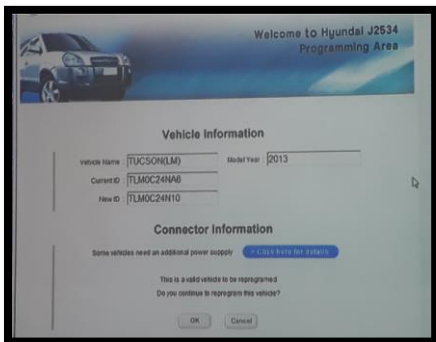 Welcome to Hyundai J2534
Programming Area
Vehicle Information
Vehicle Name : TUCSON(LM) Model Year : 2013
Current ID : TLM0C24NA6
New ID : TLM0C24N10
Connector Information
Some vehicles need an additional power suppply + Click here for details
This is a valid vehicle to be reprogramed
Do you continue to reprogram this vehicle?
OK Cancel